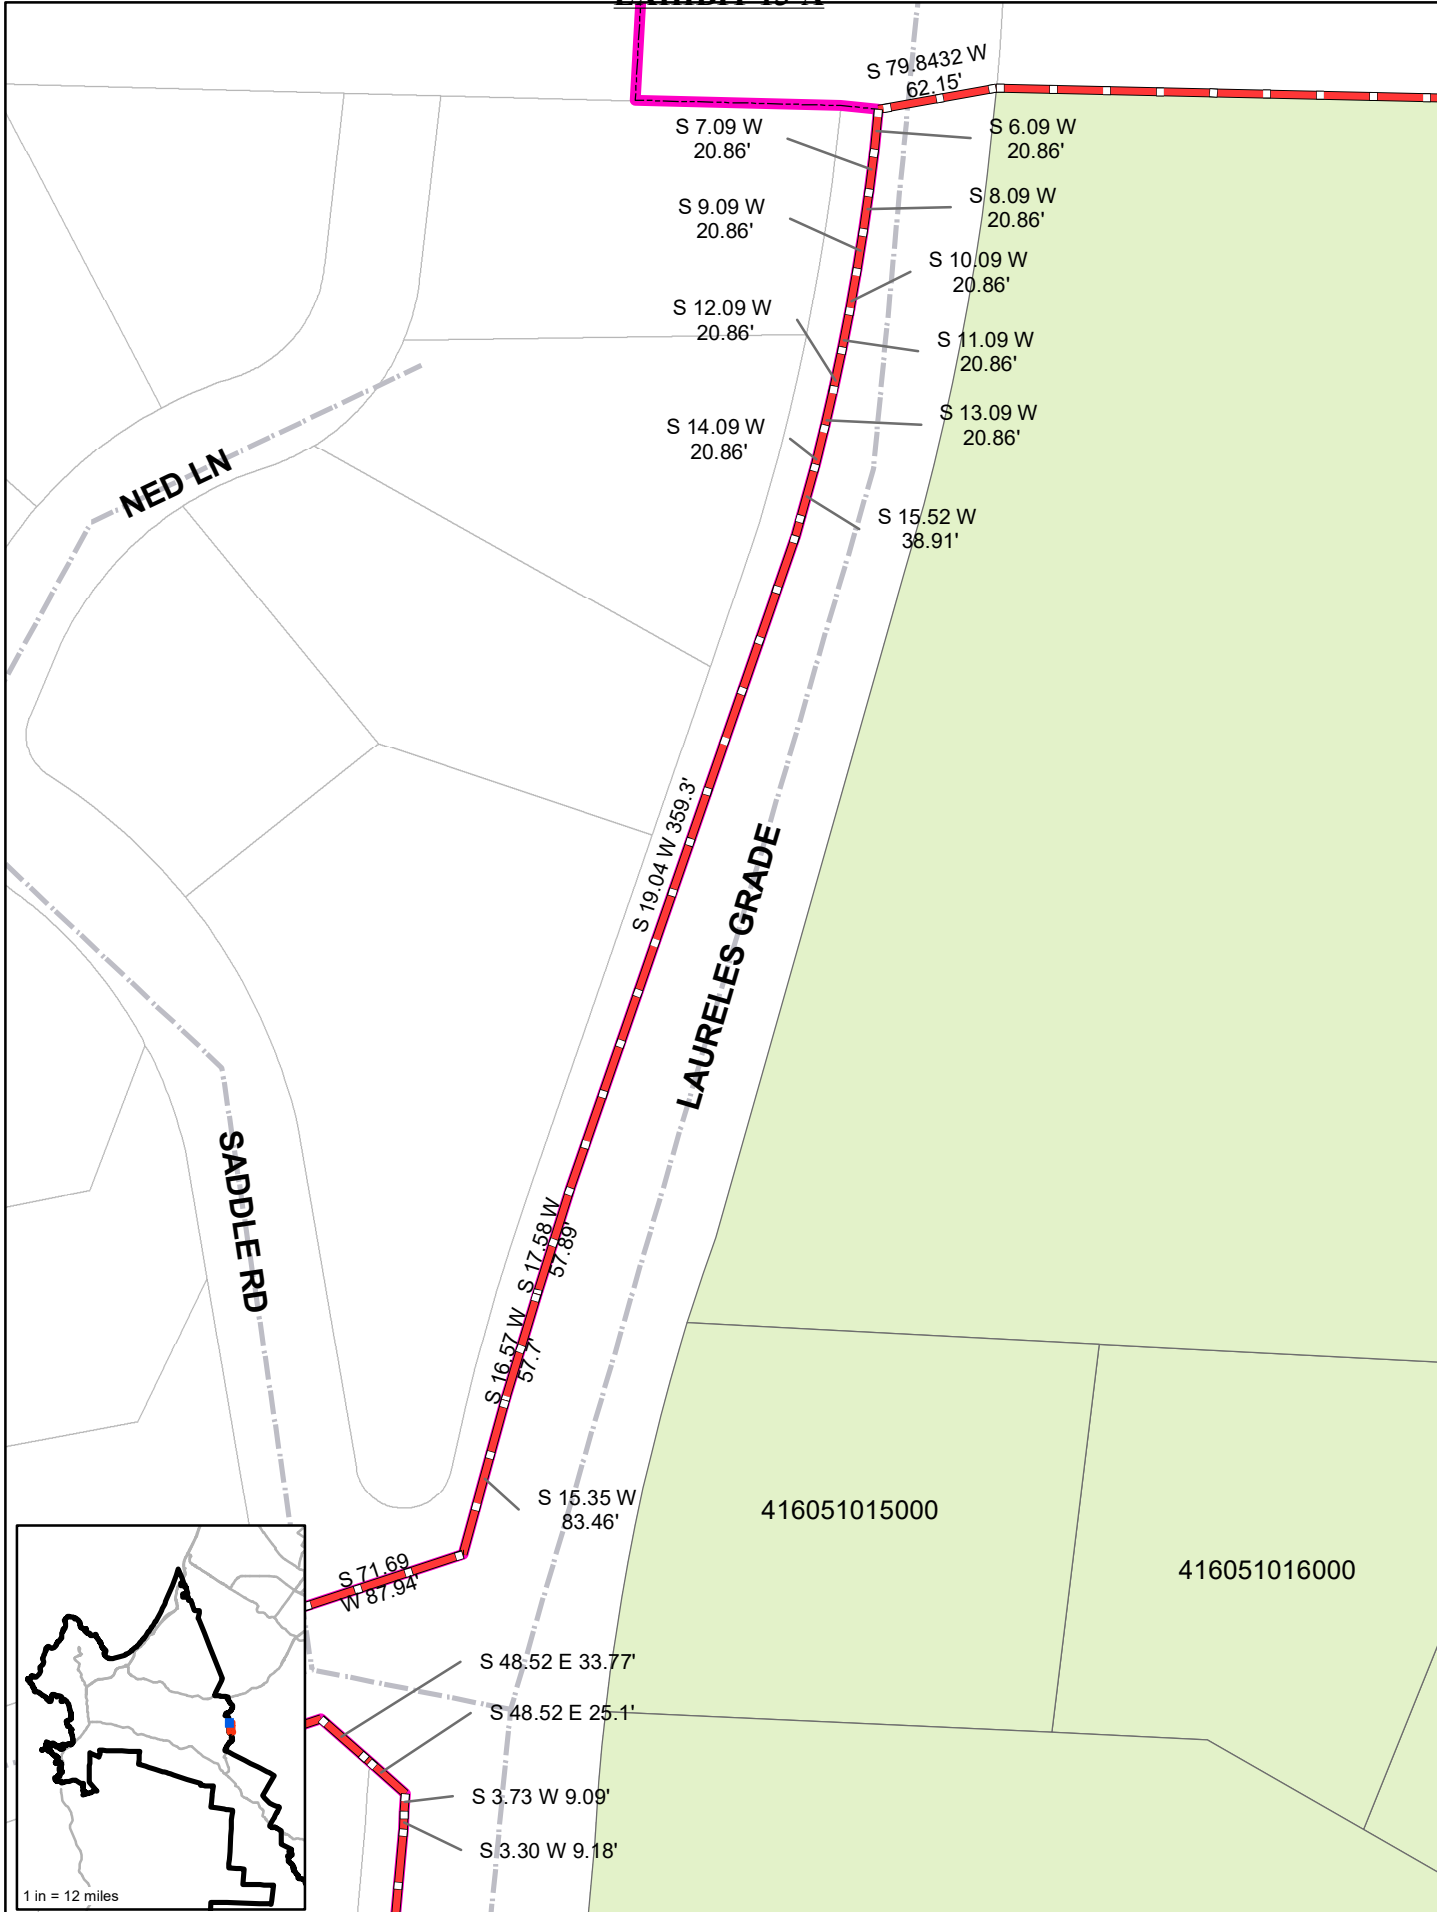 S 79.8432 W
62.15'
S 7.09 W
20.86'
S 6.09 W
20.86'
S 9.09 W
20.86'
S 8.09 W
20.86'
S 10.09 W
20.86'
S 12.09 W
20.86'
S 11.09 W
20.86'
S 14.09 W
20.86'
S 13.09 W
20.86'
NED LN
S 15.52 W
38.91'
S 19.04 W 359.3'
LAURELES GRADE
SADDLE RD
S 17.58 W
57.89'
S 16.57 W
57.7'
S 15.35 W
83.46'
416051015000
416051016000
S 71.69
W 87.94'
S 48.52 E 33.77'
S 48.52 E 25.1'
S 3.73 W 9.09'
S 3.30 W 9.18'
1 in = 12 miles